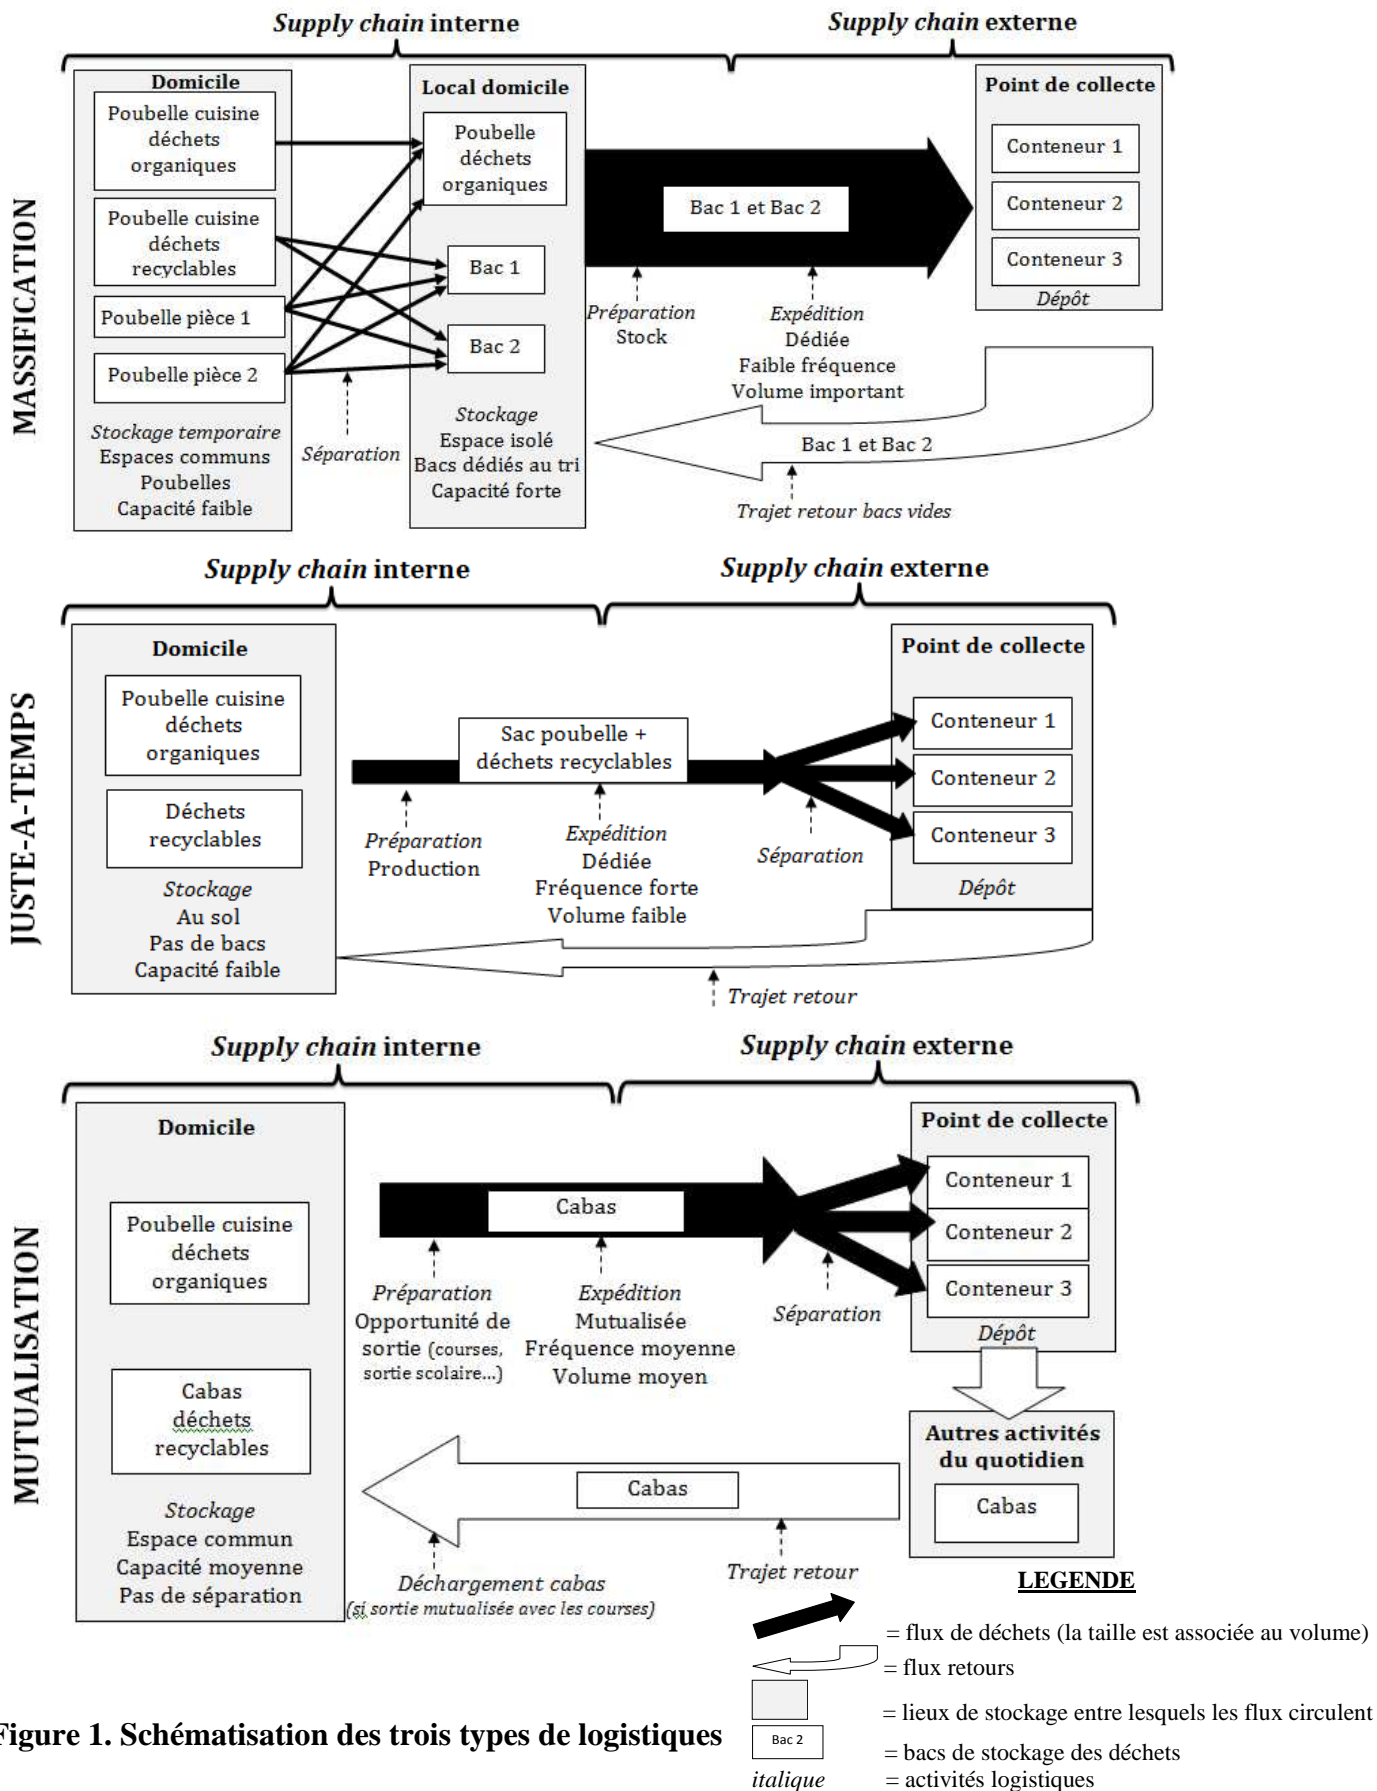 Supply chain interne
Supply chain externe
MASSIFICATION
Domicile
Poubelle cuisine
déchets
organiques
Poubelle cuisine
déchets
recyclables
Poubelle pièce 1
Poubelle pièce 2
Stockage temporaire
Espaces communs
Poubelles
Capacité faible
Séparation
Local domicile
Poubelle
déchets
organiques
Bac 1
Bac 2
Stockage
Espace isolé
Bacs dédiés au tri
Capacité forte
Bac 1 et Bac 2
Préparation
Stock
Expédition
Dédiée
Faible fréquence
Volume important
Point de collecte
Conteneur 1
Conteneur 2
Conteneur 3
Dépôt
Bac 1 et Bac 2
Trajet retour bacs vides
Supply chain interne
Supply chain externe
JUSTE-A-TEMPS
Domicile
Poubelle cuisine
déchets
organiques
Déchets
recyclables
Stockage
Au sol
Pas de bacs
Capacité faible
Sac poubelle +
déchets recyclables
Préparation
Production
Expédition
Dédiée
Fréquence forte
Volume faible
Séparation
Point de collecte
Conteneur 1
Conteneur 2
Conteneur 3
Dépôt
Trajet retour
Supply chain interne
Supply chain externe
MUTUALISATION
Domicile
Poubelle cuisine
déchets
organiques
Cabas
déchets
recyclables
Stockage
Espace commun
Capacité moyenne
Pas de séparation
Cabas
Préparation
Opportunité de
sortie (courses,
sortie scolaire...)
Expédition
Mutualisée
Fréquence moyenne
Volume moyen
Séparation
Point de collecte
Conteneur 1
Conteneur 2
Conteneur 3
Dépôt
Autres activités
du quotidien
Cabas
Cabas
Trajet retour
Déchargement cabas
(si sortie mutualisée avec les courses)
LEGENDE
= flux de déchets (la taille est associée au volume)
= flux retours
= lieux de stockage entre lesquels les flux circulent
Bac 2
= bacs de stockage des déchets
italique = activités logistiques
Figure 1. Schématisation des trois types de logistiques